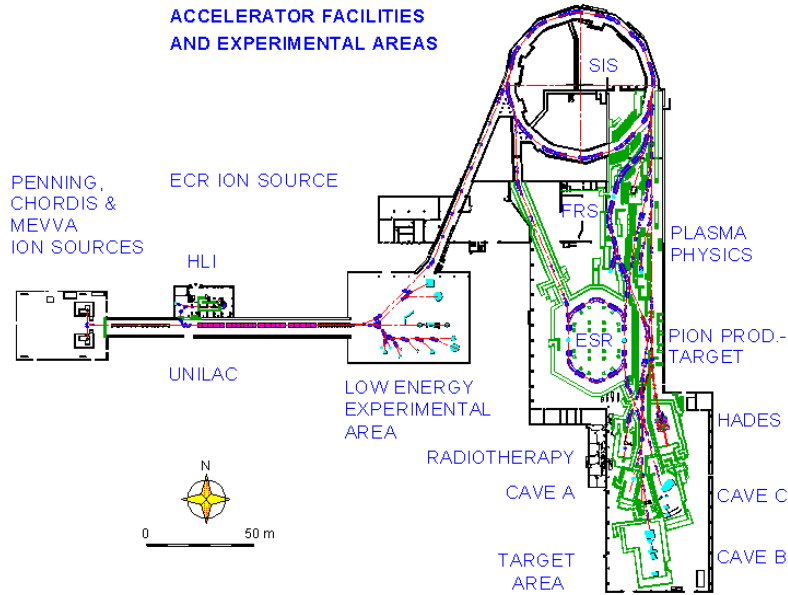 ACCELERATOR FACILITIES
AND EXPERIMENTAL AREAS
SIS
PENNING,
CHORDIS &
MEVVA
ION SOURCES
ECR ION SOURCE
HLI
FRS
PLASMA
PHYSICS
UNILAC
LOW ENERGY
EXPERIMENTAL
AREA
ESR
PION PROD.-
TARGET
HADES
RADIOTHERAPY
CAVE A
CAVE C
N
0 50 m
TARGET
AREA
CAVE B